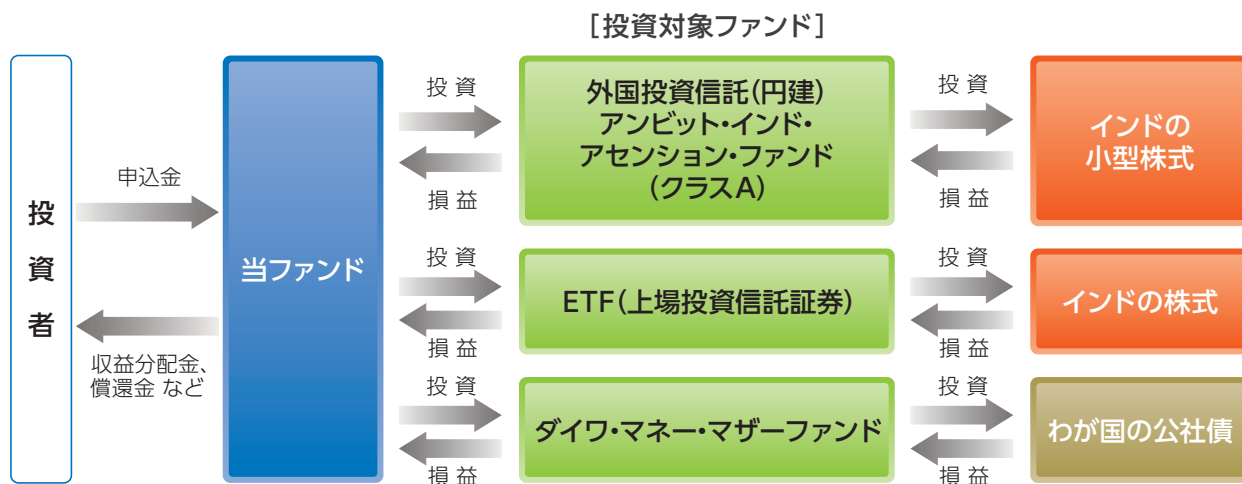 ［投資対象ファンド］
投資者
申込金
収益分配金、
償還金 など
当ファンド
投 資
損 益
外国投資信託（円建）
アンビット・インド・
アセンション・ファンド
（クラスA）
投 資
損 益
インドの
小型株式
投 資
損 益
ETF（上場投資信託証券）
投 資
損 益
インドの株式
投 資
損 益
ダイワ・マネー・マザーファンド
投 資
損 益
わが国の公社債